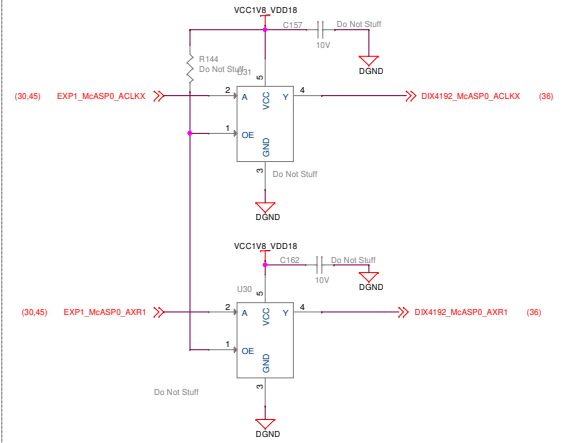 VCC1V8_VDD18
C157
Do Not Stuff
10V
DGND
R144
Do Not Stuff
U31
(30,45) EXP1_McASP0_ACLKX
2 A
VCC
5
Y 4
DIX4192_McASP0_ACLKX (36)
1 OE
GND
3
Do Not Stuff
DGND
VCC1V8_VDD18
C162
Do Not Stuff
10V
DGND
U30
5
(30,45) EXP1_McASP0_AXR1
2 A
VCC
Y 4
DIX4192_McASP0_AXR1 (36)
1 OE
GND
3
Do Not Stuff
DGND